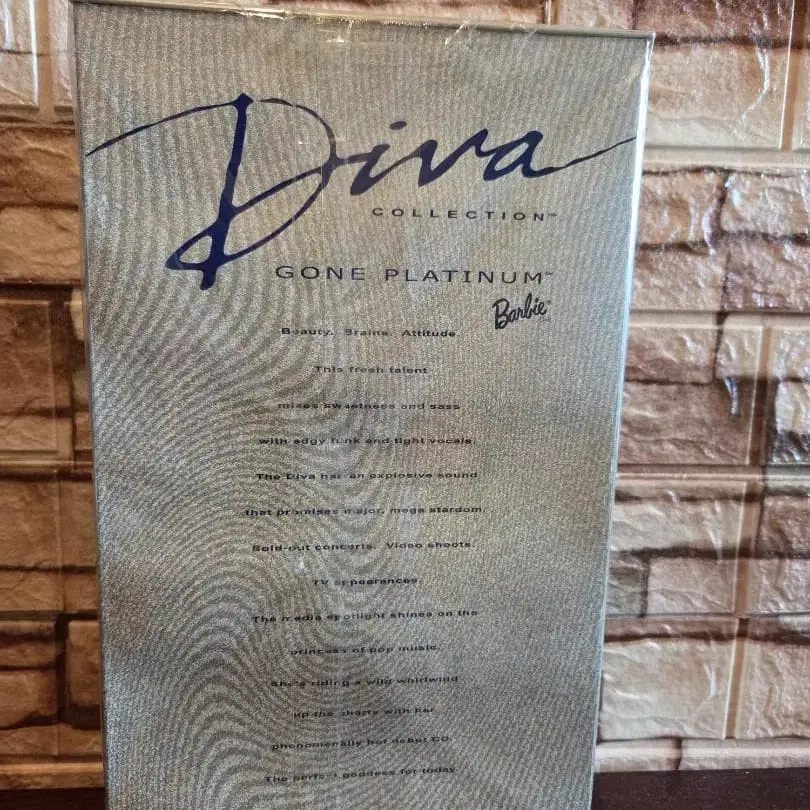 Diva
COLLECTION™
GONE PLATINUM™
Barbie®
Beauty. Brains. Attitude.
This fresh talent
mixes sweetness and sass
with edgy funk and tight vocals.
The Diva has an explosive sound
that promises major, mega stardom.
Sold-out concerts. Video shoots.
TV appearances.
The media spotlight shines on the
princess of pop music.
She's riding a wild whirlwind
up the charts with her
phenomenally hot debut CD.
The perfect goddess for today.